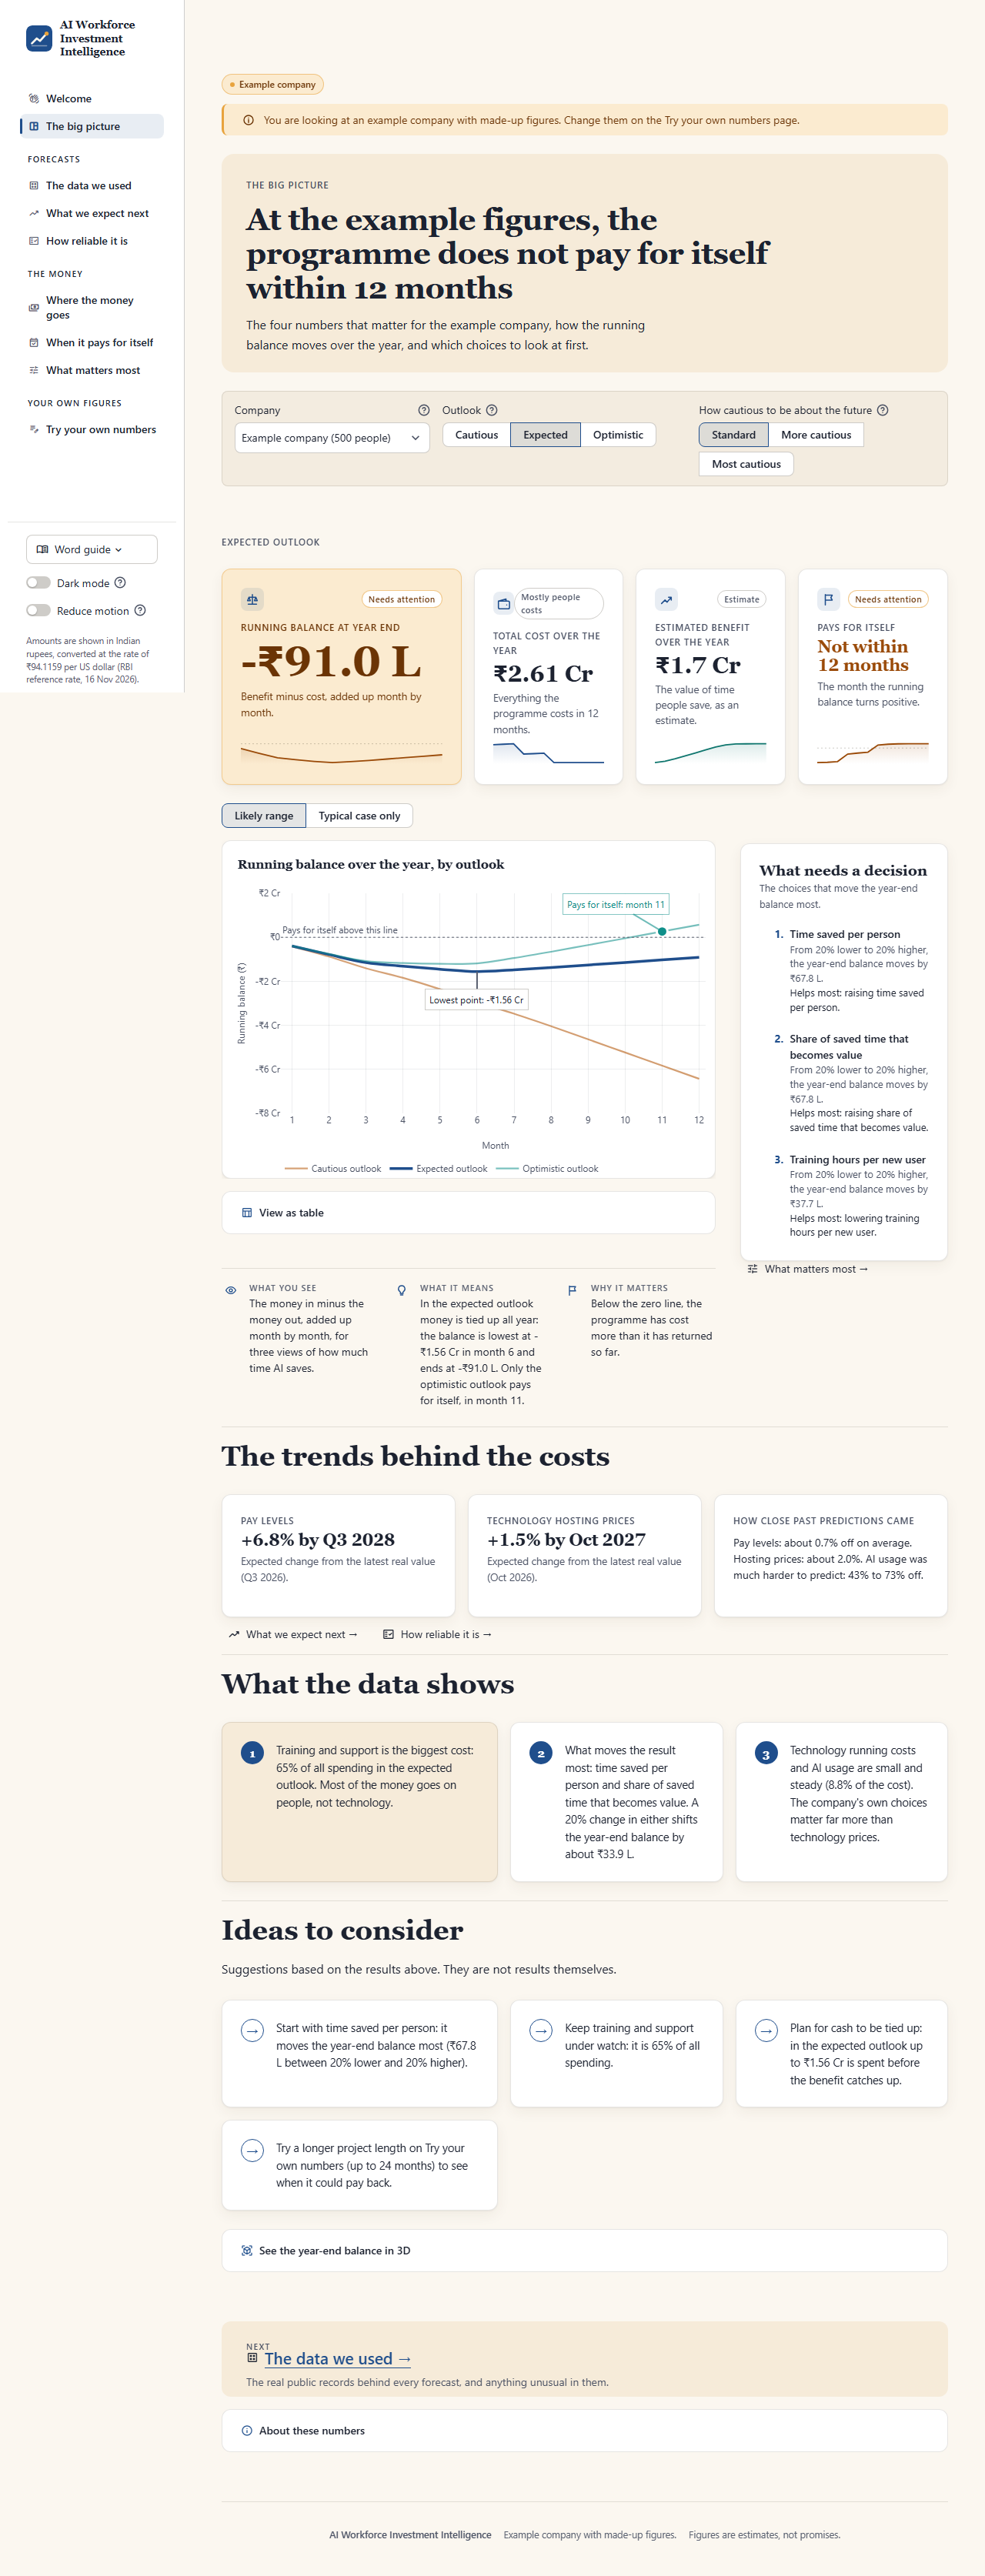 AI Workforce
Investment
Intelligence
Welcome
The big picture
FORECASTS
The data we used
What we expect next
How reliable it is
THE MONEY
Where the money
goes
When it pays for itself
What matters most
YOUR OWN FIGURES
Try your own numbers
Word guide
Dark mode
Reduce motion
Amounts are shown in Indian
rupees, converted at the rate of
₹94.1159 per US dollar (RBI
reference rate, 16 Nov 2026).
Example company
You are looking at an example company with made-up figures. Change them on the Try your own numbers page.
THE BIG PICTURE
At the example figures, the
programme does not pay for itself
within 12 months
The four numbers that matter for the example company, how the running
balance moves over the year, and which choices to look at first.
Company
Example company (500 people)
Outlook
Cautious
Expected
Optimistic
How cautious to be about the future
Standard
More cautious
Most cautious
EXPECTED OUTLOOK
Needs attention
RUNNING BALANCE AT YEAR END
-₹91.0 L
Benefit minus cost, added up month by
month.
Mostly people
costs
TOTAL COST OVER THE
YEAR
₹2.61 Cr
Everything the
programme costs in 12
months.
Estimate
ESTIMATED BENEFIT
OVER THE YEAR
₹1.7 Cr
The value of time
people save, as an
estimate.
Needs attention
PAYS FOR ITSELF
Not within
12 months
The month the running
balance turns positive.
Likely range
Typical case only
Running balance over the year, by outlook
₹2 Cr
₹0
-₹2 Cr
-₹4 Cr
-₹6 Cr
-₹8 Cr
Running balance (₹)
Pays for itself above this line
Pays for itself: month 11
Lowest point: -₹1.56 Cr
1 2 3 4 5 6 7 8 9 10 11 12
Month
Cautious outlook
Expected outlook
Optimistic outlook
View as table
What needs a decision
The choices that move the year-end
balance most.
1. Time saved per person
From 20% lower to 20% higher,
the year-end balance moves by
₹67.8 L.
Helps most: raising time saved
per person.
2. Share of saved time that
becomes value
From 20% lower to 20% higher,
the year-end balance moves by
₹67.8 L.
Helps most: raising share of
saved time that becomes value.
3. Training hours per new user
From 20% lower to 20% higher,
the year-end balance moves by
₹37.7 L.
Helps most: lowering training
hours per new user.
What matters most →
WHAT YOU SEE
The money in minus the
money out, added up
month by month, for
three views of how much
time AI saves.
WHAT IT MEANS
In the expected outlook
money is tied up all year:
the balance is lowest at -
₹1.56 Cr in month 6 and
ends at -₹91.0 L. Only the
optimistic outlook pays
for itself, in month 11.
WHY IT MATTERS
Below the zero line, the
programme has cost
more than it has returned
so far.
The trends behind the costs
PAY LEVELS
+6.8% by Q3 2028
Expected change from the latest real value
(Q3 2026).
TECHNOLOGY HOSTING PRICES
+1.5% by Oct 2027
Expected change from the latest real value
(Oct 2026).
HOW CLOSE PAST PREDICTIONS CAME
Pay levels: about 0.7% off on average.
Hosting prices: about 2.0%. AI usage was
much harder to predict: 43% to 73% off.
What we expect next →
How reliable it is →
What the data shows
1
Training and support is the biggest cost:
65% of all spending in the expected
outlook. Most of the money goes on
people, not technology.
2
What moves the result
most: time saved per
person and share of saved
time that becomes value. A
20% change in either shifts
the year-end balance by
about ₹33.9 L.
3
Technology running costs
and AI usage are small and
steady (8.8% of the cost).
The company's own choices
matter far more than
technology prices.
Ideas to consider
Suggestions based on the results above. They are not results themselves.
→
Start with time saved per person: it
moves the year-end balance most (₹67.8
L between 20% lower and 20% higher).
→
Keep training and support
under watch: it is 65% of all
spending.
→
Plan for cash to be tied up:
in the expected outlook up
to ₹1.56 Cr is spent before
the benefit catches up.
→
Try a longer project length on Try your
own numbers (up to 24 months) to see
when it could pay back.
See the year-end balance in 3D
NEXT
The data we used →
The real public records behind every forecast, and anything unusual in them.
About these numbers
AI Workforce Investment Intelligence Example company with made-up figures. Figures are estimates, not promises.